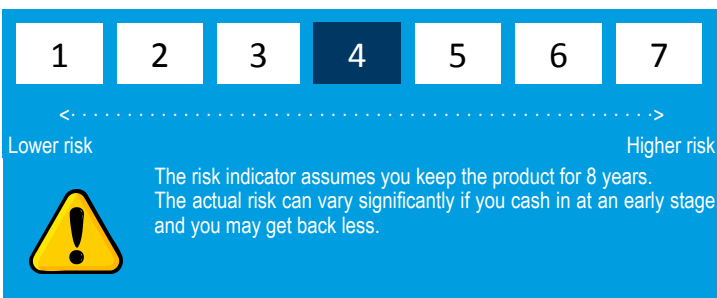 1 2 3 4 5 6 7
<· · · · · · · · · · · · · · · · · · · · · · · · · · · · · · · · · · · · · · · · · · · · · · · · · · · ·>
Lower risk Higher risk
The risk indicator assumes you keep the product for 8 years.
The actual risk can vary significantly if you cash in at an early stage
and you may get back less.